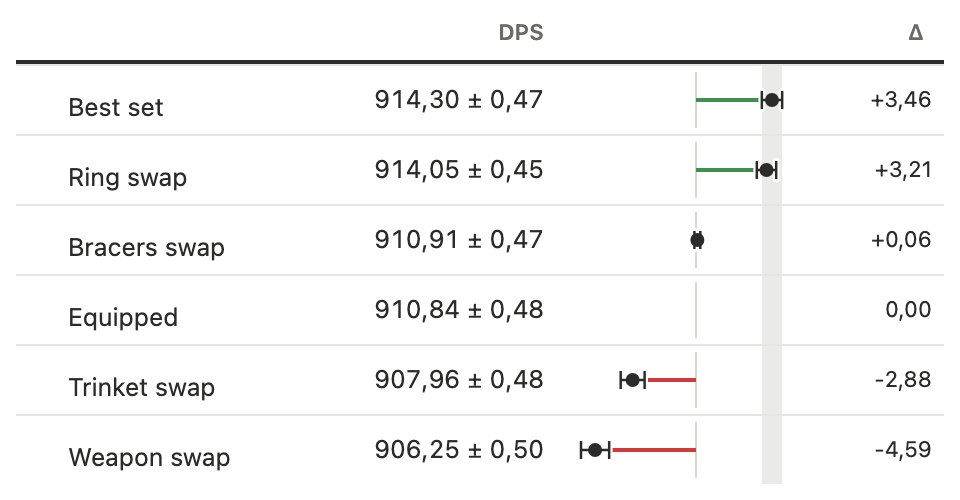 DPS Δ
Best set 914,30 ± 0,47 +3,46
Ring swap 914,05 ± 0,45 +3,21
Bracers swap 910,91 ± 0,47 +0,06
Equipped 910,84 ± 0,48 0,00
Trinket swap 907,96 ± 0,48 -2,88
Weapon swap 906,25 ± 0,50 -4,59